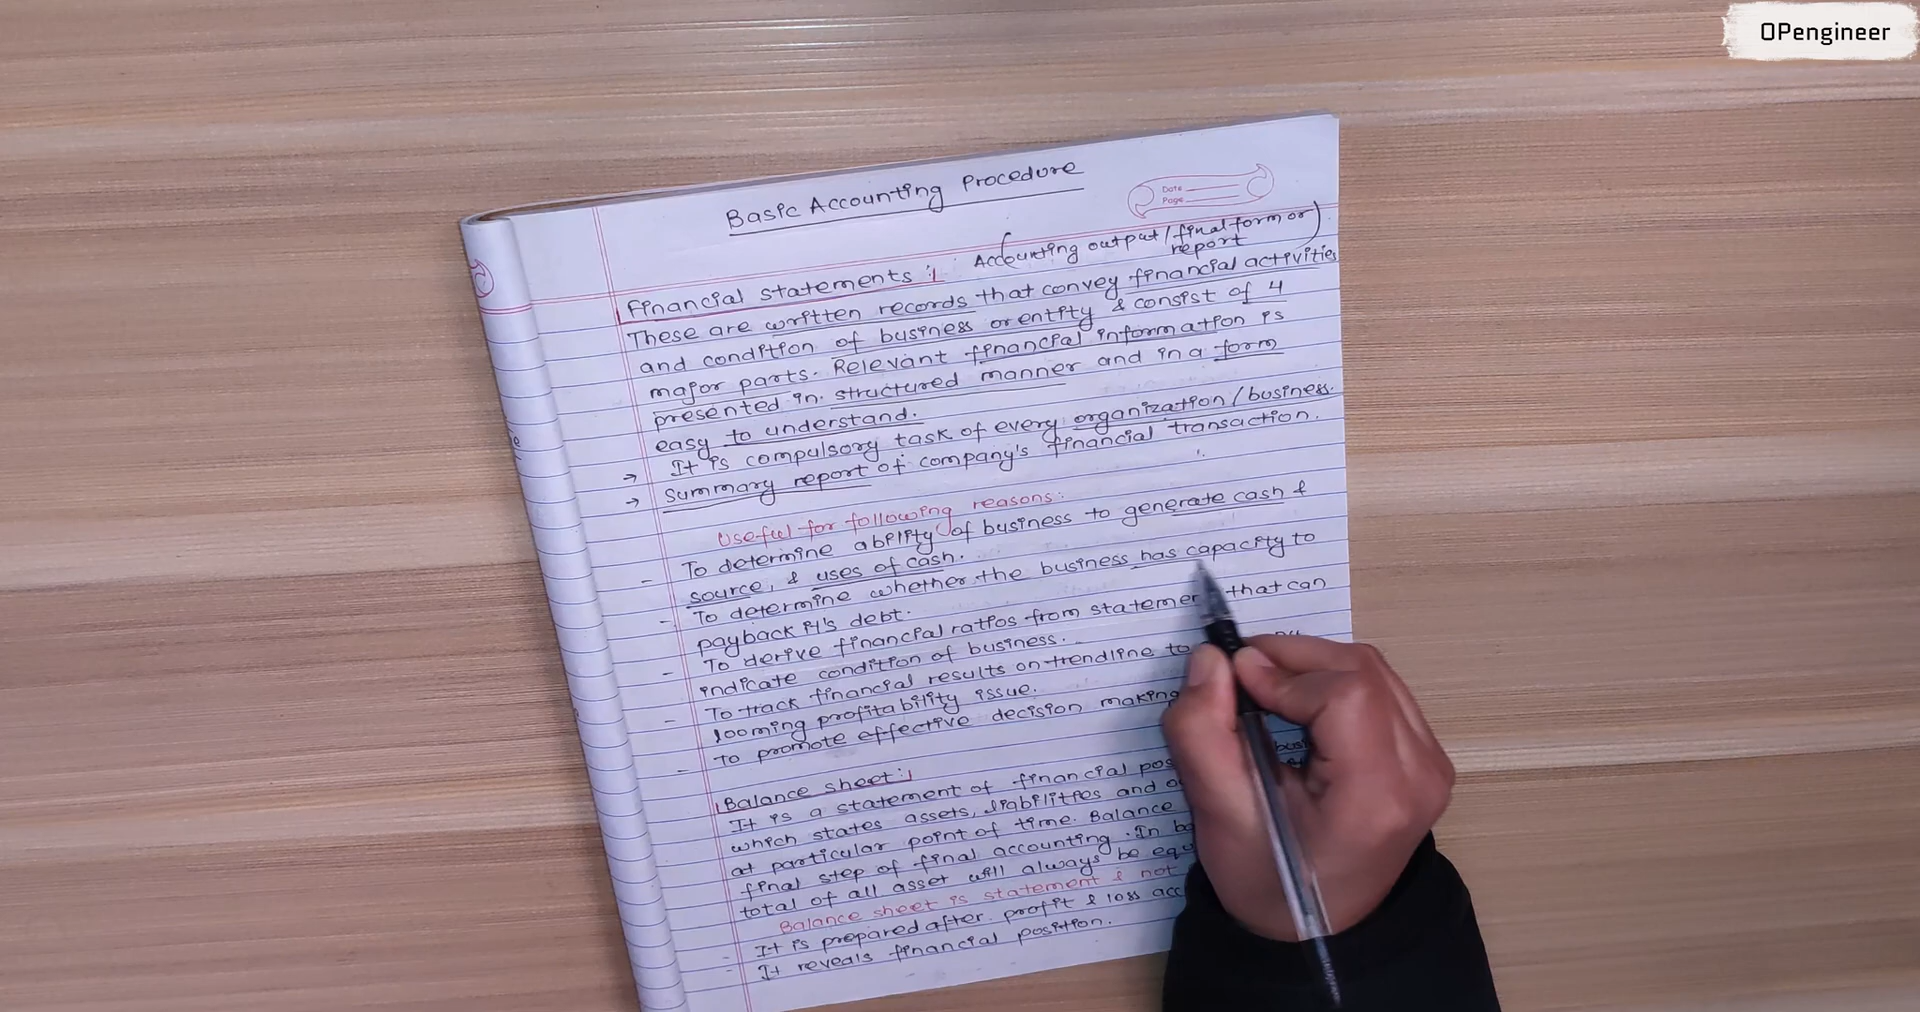 OPengineer
Basic Accounting Procedure
Date
Page
(Accounting output/final form or)
report
Financial statements :
These are written records that convey financial activities
and condition of business or entity & consist of 4
major parts. Relevant financial information is
presented in. structured manner and in a form
easy to understand.
→ It is compulsory task of every organization/business.
→ Summary report of company's financial transaction.
Useful for following reasons:
- To determine ability of business to generate cash &
source, & uses of cash.
- To determine whether the business has capacity to
payback it's debt.
- To derive financial ratios from that can
indicate condition of business.
- To track financial results on trendline to
looming profitability issue.
- To promote effective decision making
Balance sheet :
It is a statement of financial
which states assets, liabilities and
at particular point of time. Balance
final step of final accounting. In
total of all asset will always be
Balance sheet is statement & not
- It is prepared after. profit & loss
- It reveals financial position.